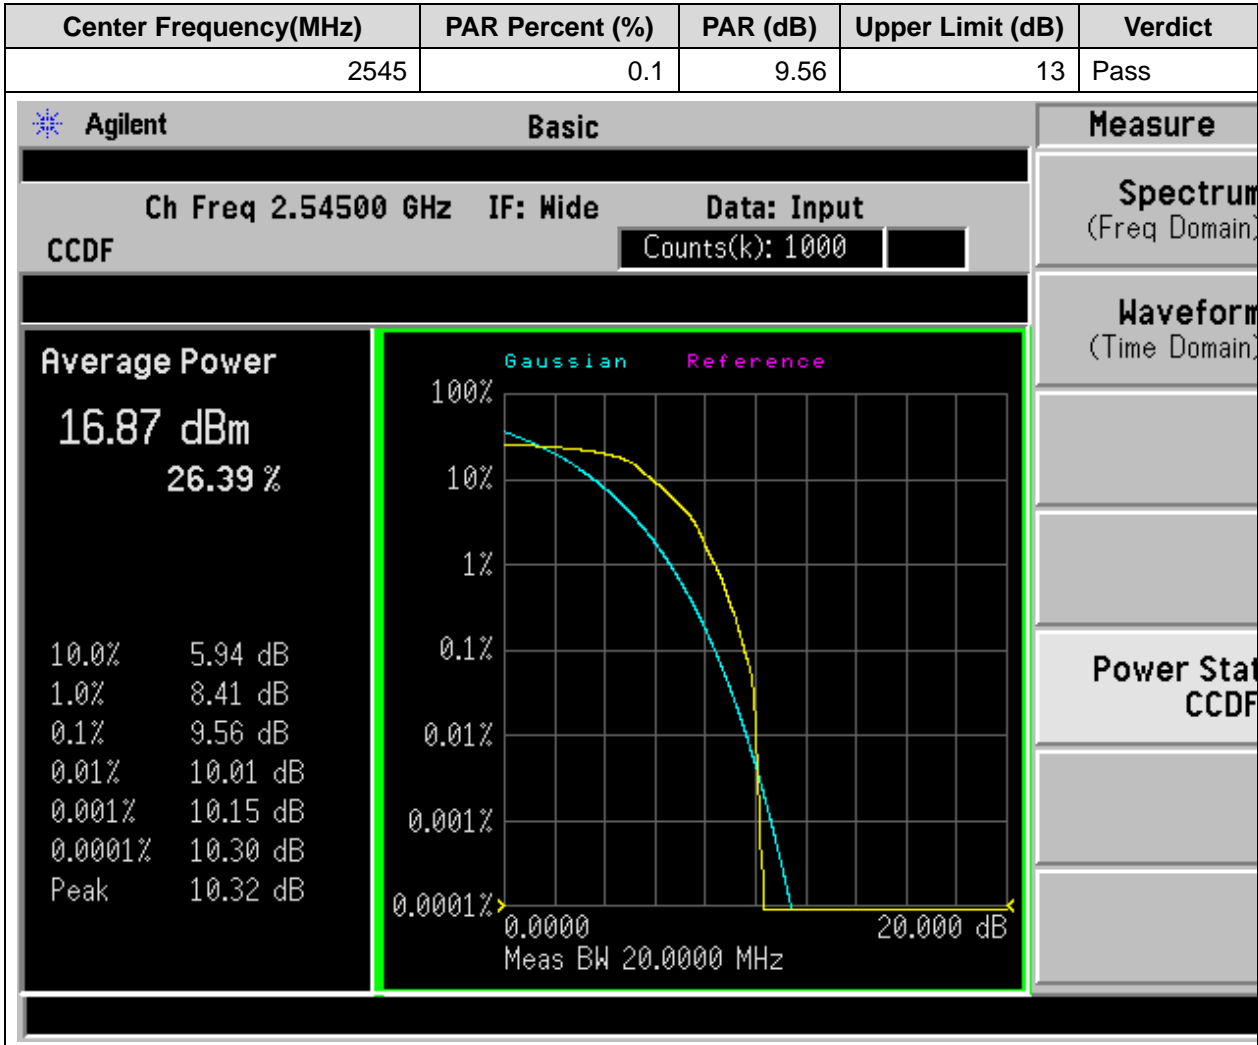 Center Frequency(MHz) PAR Percent (%) PAR (dB) Upper Limit (dB) Verdict
2545 0.1 9.56 13 Pass
Agilent Basic Measure
Ch Freq 2.54500 GHz IF: Wide Data: Input
CCDF Counts(k): 1000
Average Power
16.87 dBm
26.39 %
10.0% 5.94 dB
1.0% 8.41 dB
0.1% 9.56 dB
0.01% 10.01 dB
0.001% 10.15 dB
0.0001% 10.30 dB
Peak 10.32 dB
Gaussian Reference
100%
10%
1%
0.1%
0.01%
0.001%
0.0001%
0.0000 20.000 dB
Meas BW 20.0000 MHz
Spectrum
(Freq Domain)
Waveform
(Time Domain)
Power Stat
CCDF